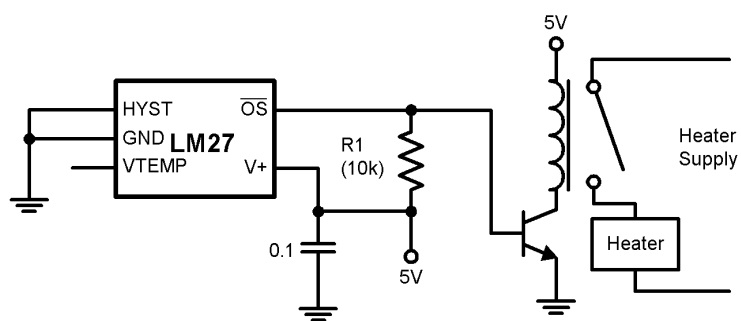 5V
HYST
OS
GND
LM27
VTEMP
V+
R1
(10k)
Heater
Supply
0.1
5V
Heater